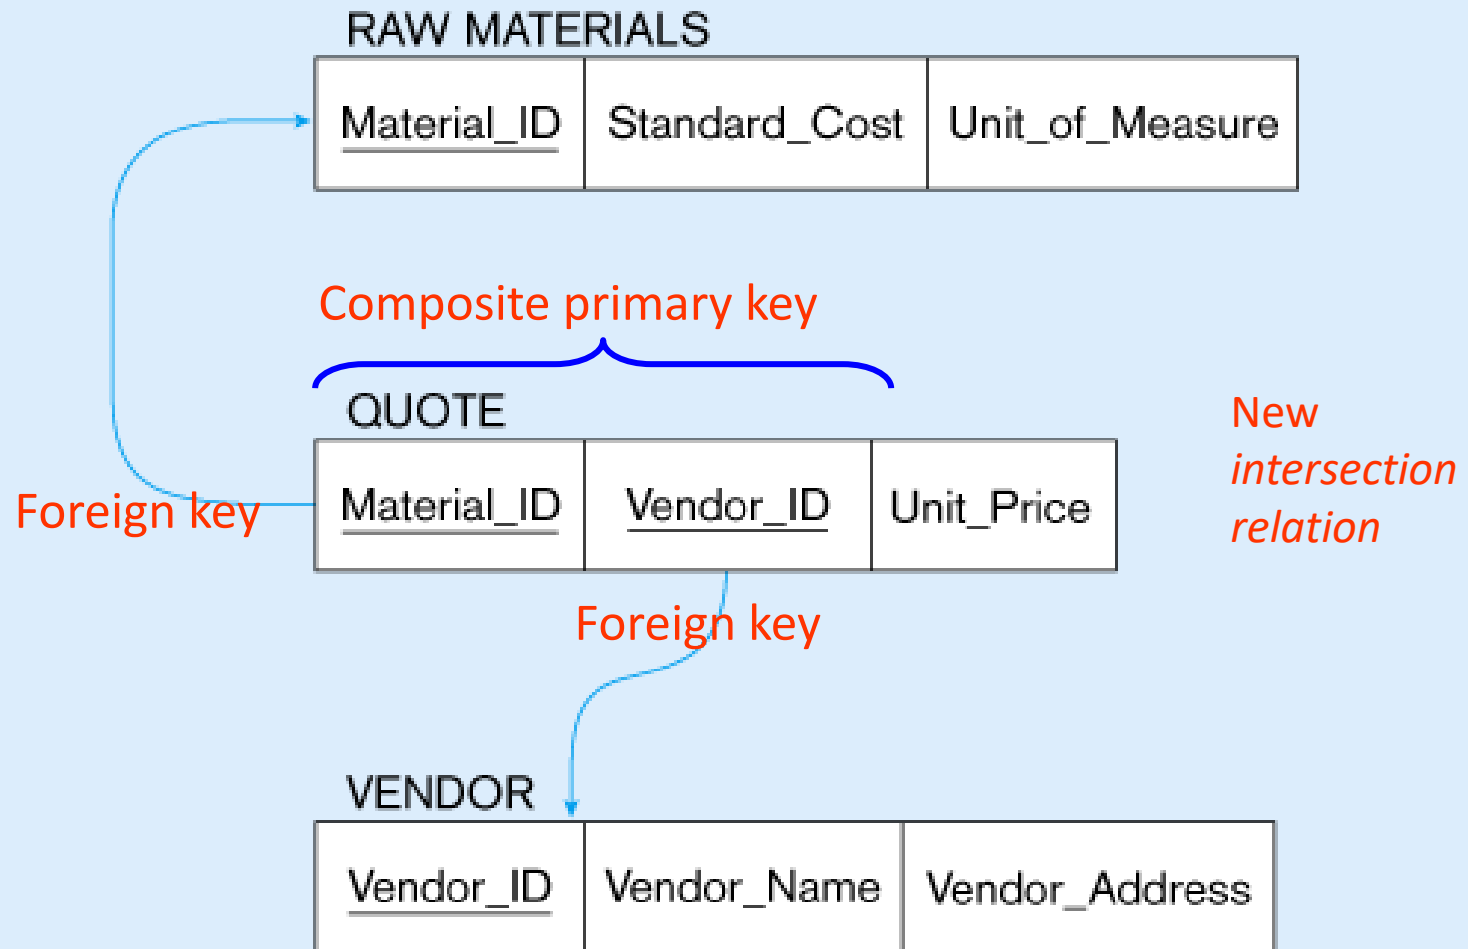 RAW MATERIALS
Material_ID Standard_Cost Unit_of_Measure
Composite primary key
QUOTE
Material_ID Vendor_ID Unit_Price
New
intersection
relation
Foreign key
Foreign key
VENDOR
Vendor_ID Vendor_Name Vendor_Address